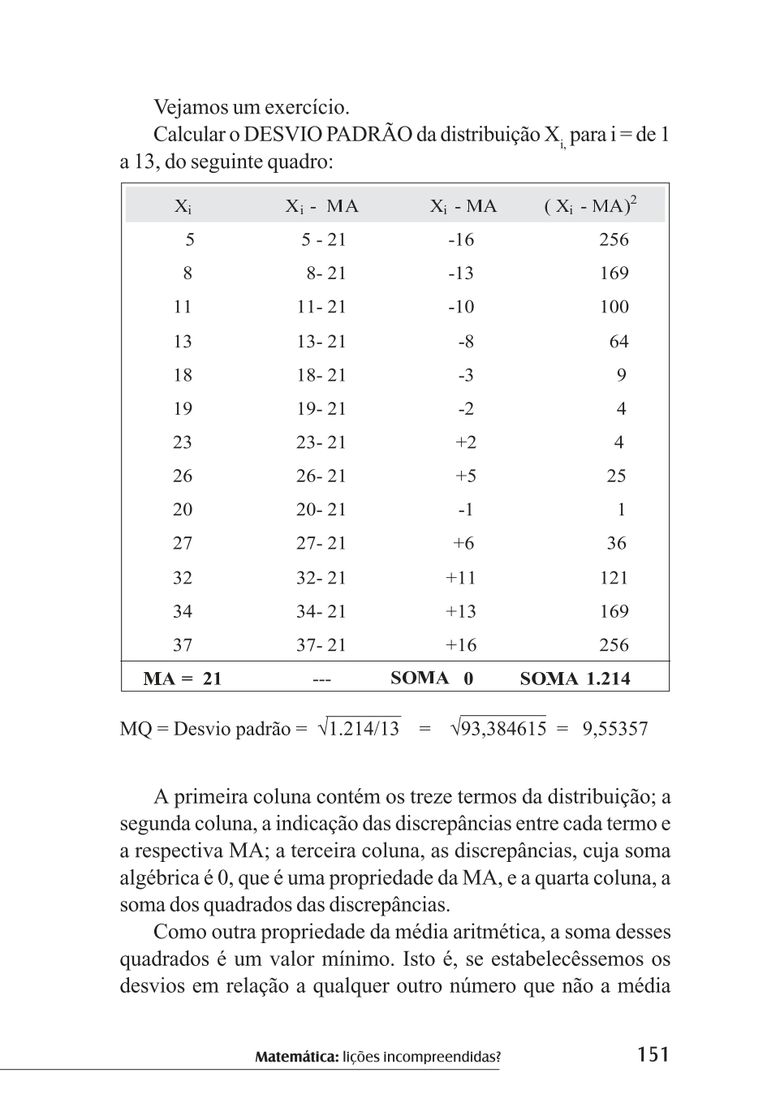 Vejamos um exercício.
Calcular o DESVIO PADRÃO da distribuição Xi, para i = de 1
a 13, do seguinte quadro:
Xi Xi - MA Xi - MA ( Xi - MA)²
5 5 - 21 -16 256
8 8- 21 -13 169
11 11- 21 -10 100
13 13- 21 -8 64
18 18- 21 -3 9
19 19- 21 -2 4
23 23- 21 +2 4
26 26- 21 +5 25
20 20- 21 -1 1
27 27- 21 +6 36
32 32- 21 +11 121
34 34- 21 +13 169
37 37- 21 +16 256
MA = 21 --- SOMA 0 SOMA 1.214
MQ = Desvio padrão = √1.214/13 = √93,384615 = 9,55357
A primeira coluna contém os treze termos da distribuição; a
segunda coluna, a indicação das discrepâncias entre cada termo e
a respectiva MA; a terceira coluna, as discrepâncias, cuja soma
algébrica é 0, que é uma propriedade da MA, e a quarta coluna, a
soma dos quadrados das discrepâncias.
Como outra propriedade da média aritmética, a soma desses
quadrados é um valor mínimo. Isto é, se estabelecêssemos os
desvios em relação a qualquer outro número que não a média
Matemática: lições incompreendidas? 151